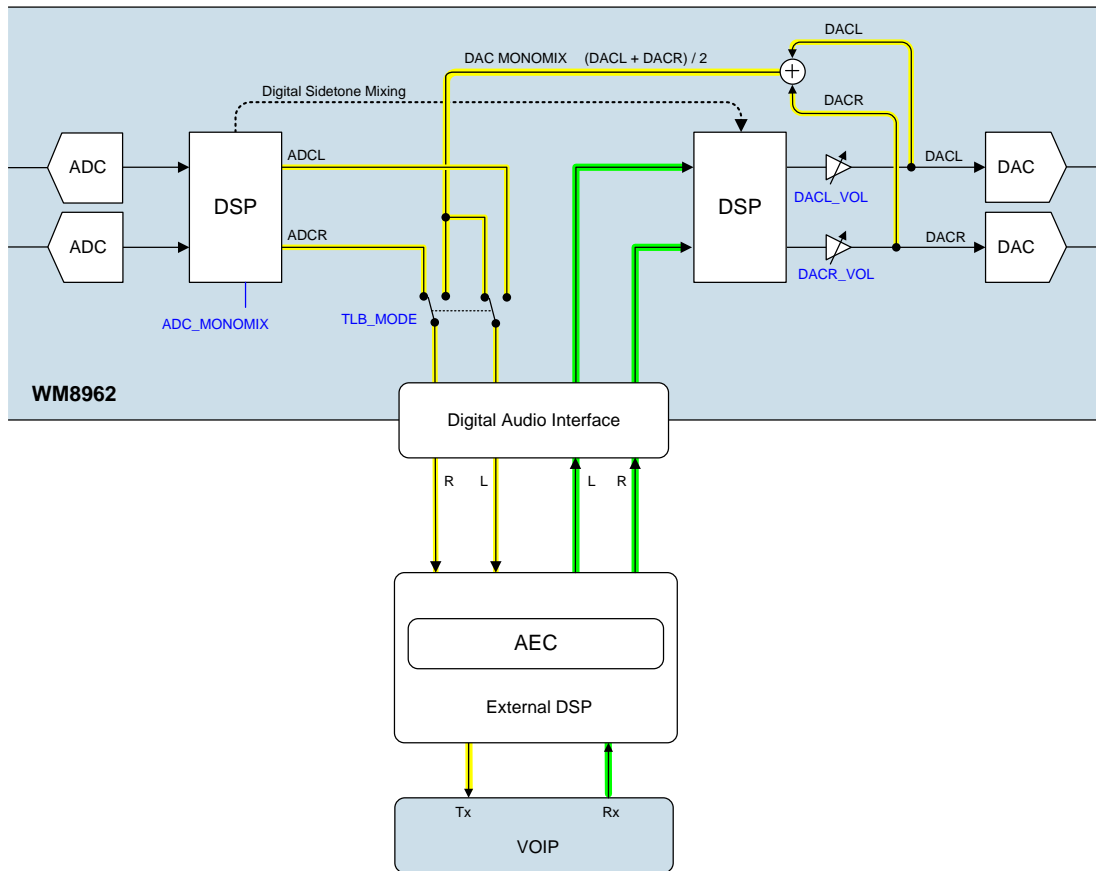 DACL
DAC MONOMIX (DACL + DACR) / 2
+
Digital Sidetone Mixing
DACR
ADC
DSP
ADCL
ADC
ADCR
ADC_MONOMIX
TLB_MODE
DSP
DACL_VOL
DACL
DAC
DACR_VOL
DACR
DAC
WM8962
Digital Audio Interface
R L L R
AEC
External DSP
Tx Rx
VOIP